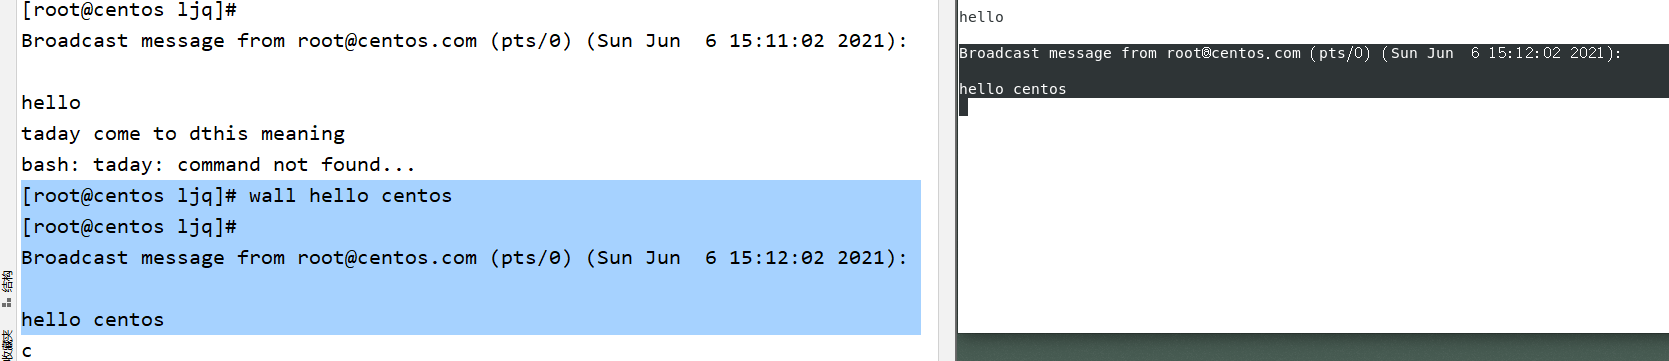 [root@centos ljq]#
Broadcast message from root@centos.com (pts/0) (Sun Jun  6 15:11:02 2021):
hello
taday come to dthis meaning
bash: taday: command not found...
[root@centos ljq]# wall hello centos
[root@centos ljq]#
Broadcast message from root@centos.com (pts/0) (Sun Jun  6 15:12:02 2021):
hello centos
c
结构
收藏夹
hello
Broadcast message from root@centos.com (pts/0) (Sun Jun  6 15:12:02 2021):
hello centos